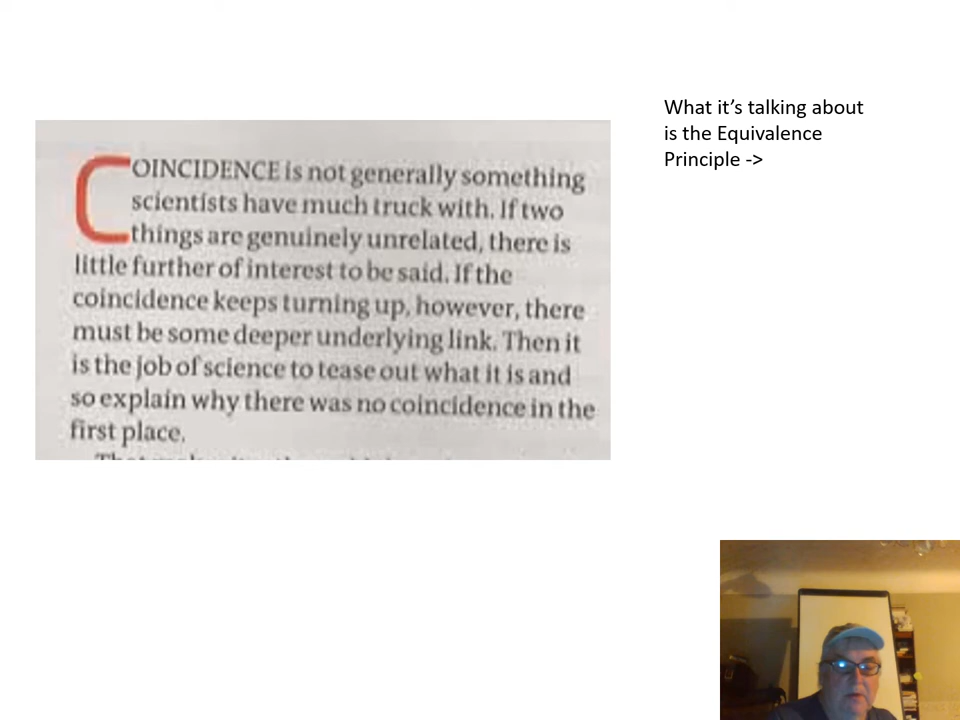 COINCIDENCE is not generally something
scientists have much truck with. If two
things are genuinely unrelated, there is
little further of interest to be said. If the
coincidence keeps turning up, however, there
must be some deeper underlying link. Then it
is the job of science to tease out what it is and
so explain why there was no coincidence in the
first place.
What it’s talking about
is the Equivalence
Principle ->